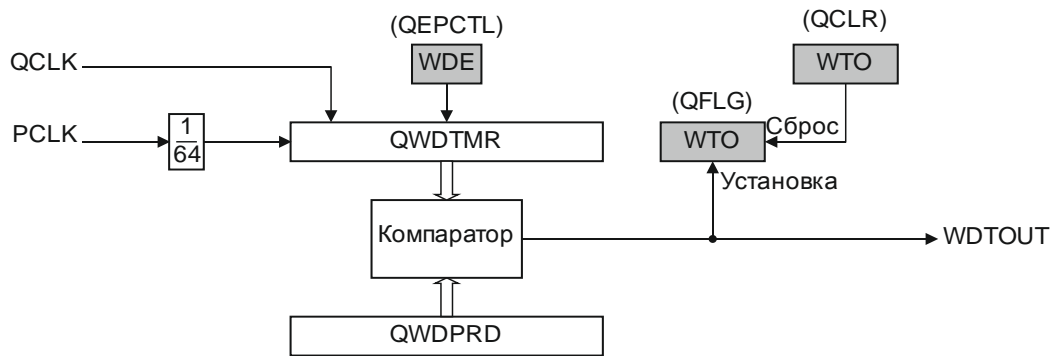 (QEPCTL)
(QCLR)
QCLK
WDE
WTO
(QFLG)
PCLK
1
64
QWDTMR
WTO
Сброс
Установка
Компаратор
WDTOUT
QWDPRD